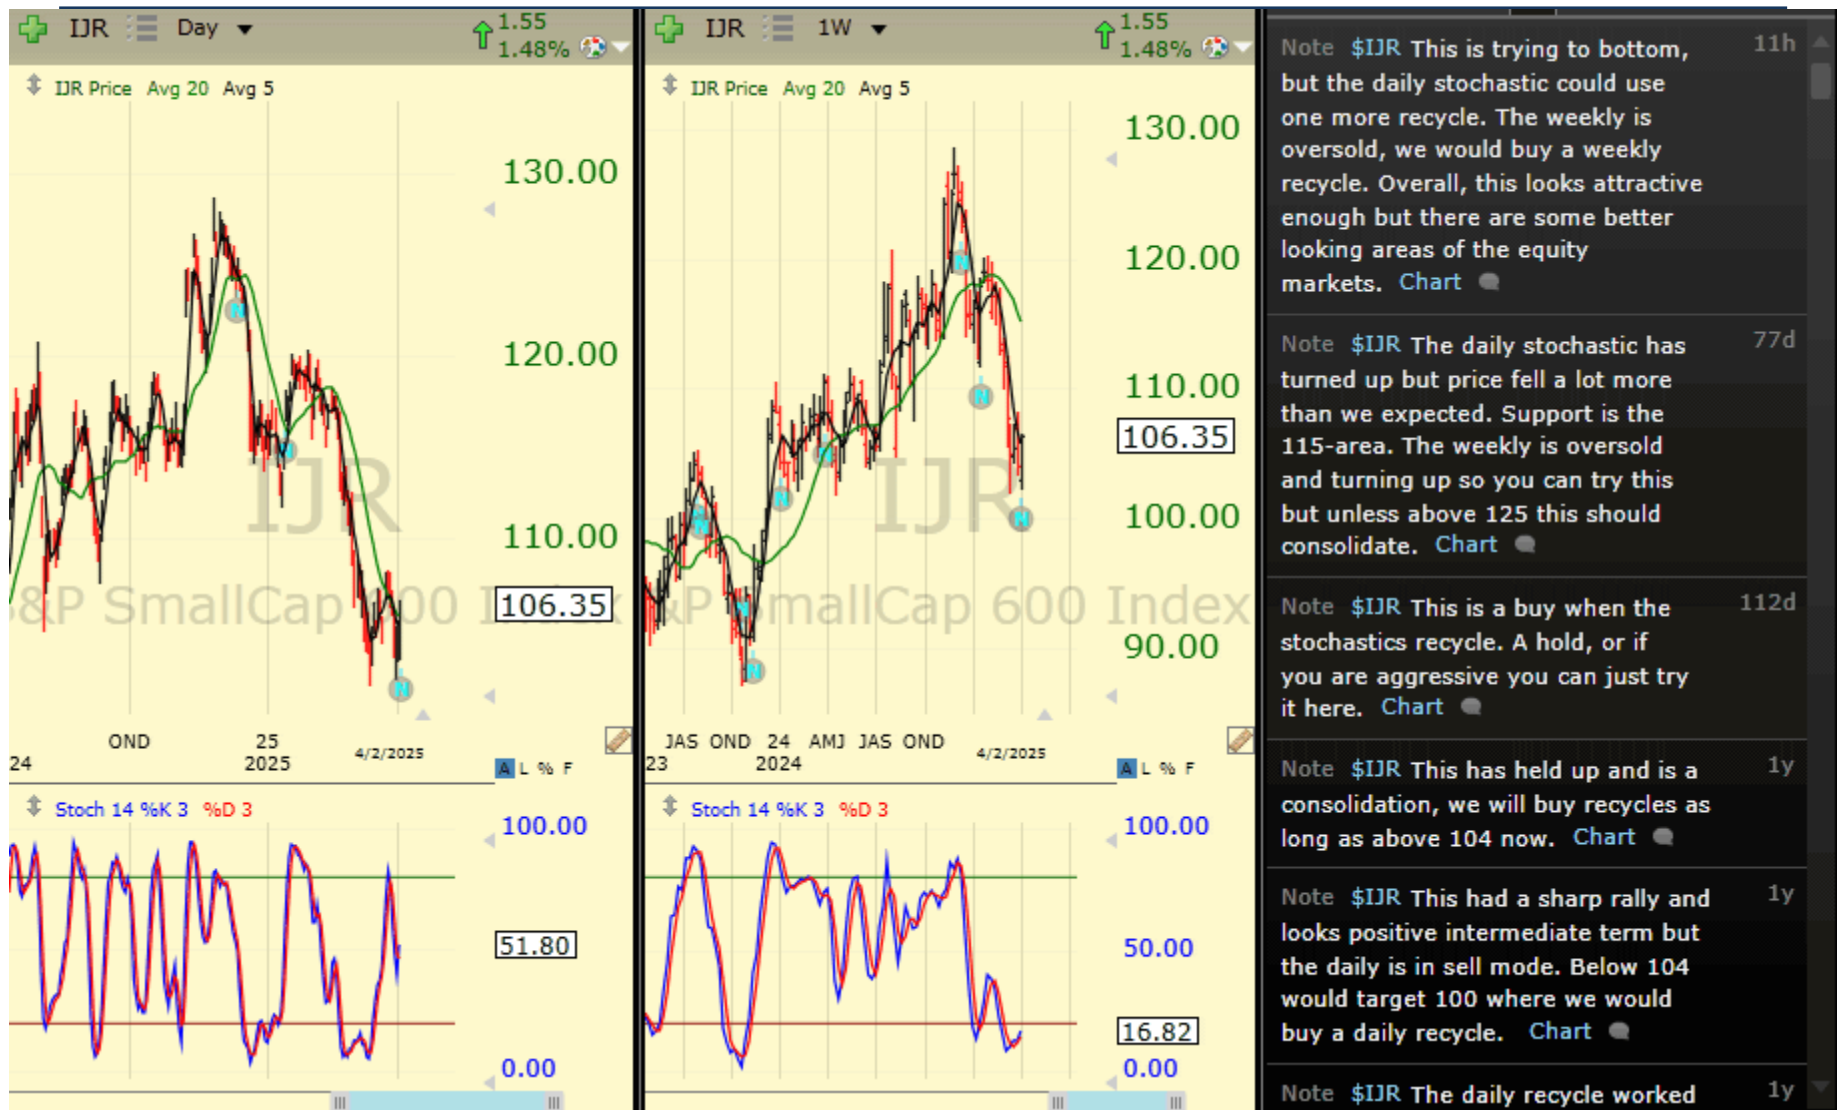 IJR Day 1.55
1.48%
IJR Price Avg 20 Avg 5
130.00
120.00
110.00
106.35
IJR
S&P SmallCap 600 Index
OND 25
24 2025 4/2/2025
A L % F
Stoch 14 %K 3 %D 3
100.00
51.80
0.00
IJR 1W 1.55
1.48%
IJR Price Avg 20 Avg 5
130.00
120.00
110.00
106.35
100.00
90.00
IJR
&P SmallCap 600 Index
JAS OND 24 AMJ JAS OND
23 2024 4/2/2025
A L % F
Stoch 14 %K 3 %D 3
100.00
50.00
16.82
0.00
Note $IJR This is trying to bottom, 11h
but the daily stochastic could use
one more recycle. The weekly is
oversold, we would buy a weekly
recycle. Overall, this looks attractive
enough but there are some better
looking areas of the equity
markets. Chart
Note $IJR The daily stochastic has 77d
turned up but price fell a lot more
than we expected. Support is the
115-area. The weekly is oversold
and turning up so you can try this
but unless above 125 this should
consolidate. Chart
Note $IJR This is a buy when the 112d
stochastics recycle. A hold, or if
you are aggressive you can just try
it here. Chart
Note $IJR This has held up and is a 1y
consolidation, we will buy recycles as
long as above 104 now. Chart
Note $IJR This had a sharp rally and 1y
looks positive intermediate term but
the daily is in sell mode. Below 104
would target 100 where we would
buy a daily recycle. Chart
Note $IJR The daily recycle worked 1y